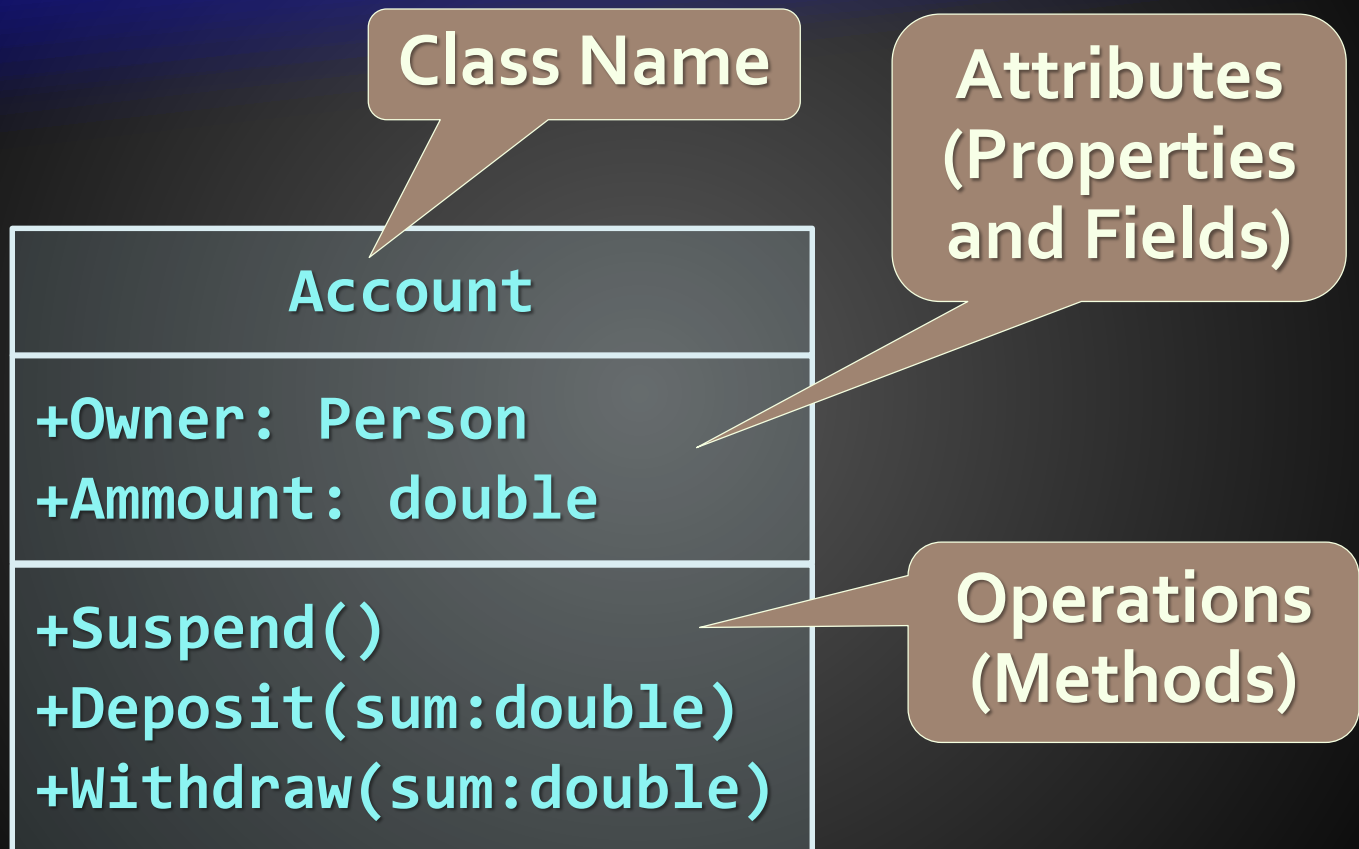 Class Name
Attributes
(Properties
and Fields)
Account
+Owner: Person
+Ammount: double
+Suspend()
+Deposit(sum:double)
+Withdraw(sum:double)
Operations
(Methods)